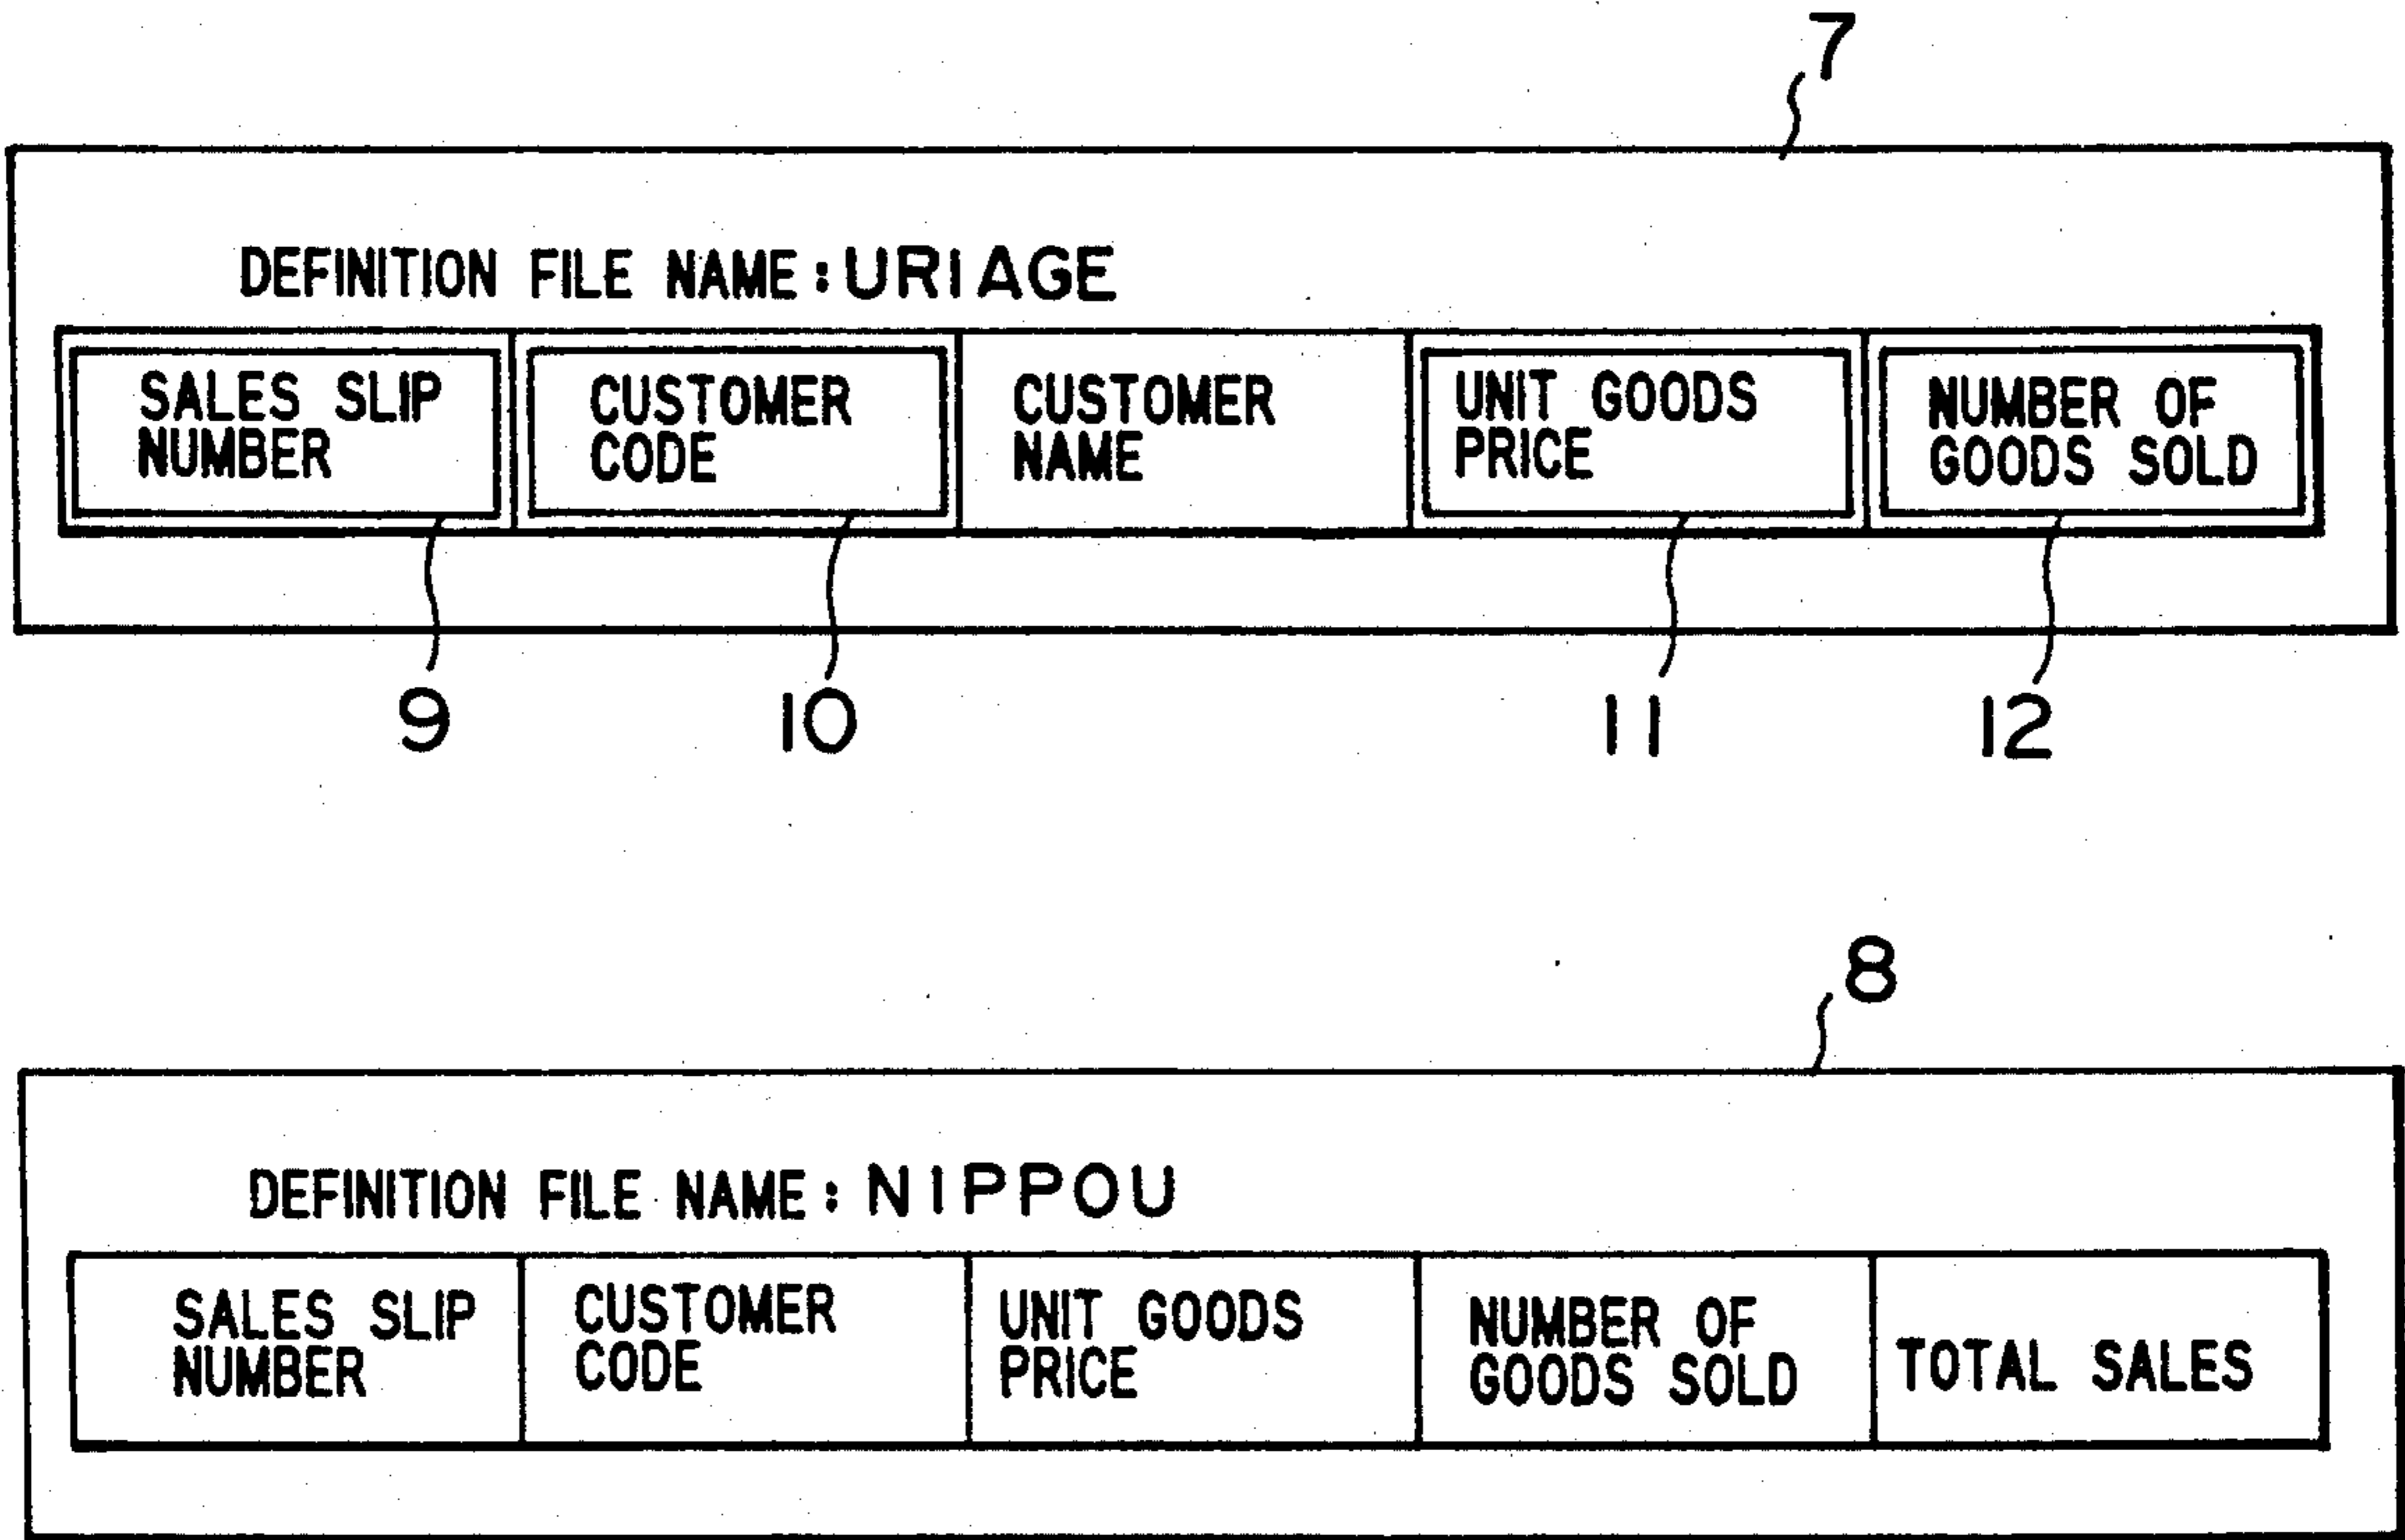 7
DEFINITION FILE NAME : URIAGE
SALES SLIP NUMBER
CUSTOMER CODE
CUSTOMER NAME
UNIT GOODS PRICE
NUMBER OF GOODS SOLD
9
10
11
12
8
DEFINITION FILE NAME : NIPPOU
SALES SLIP NUMBER
CUSTOMER CODE
UNIT GOODS PRICE
NUMBER OF GOODS SOLD
TOTAL SALES